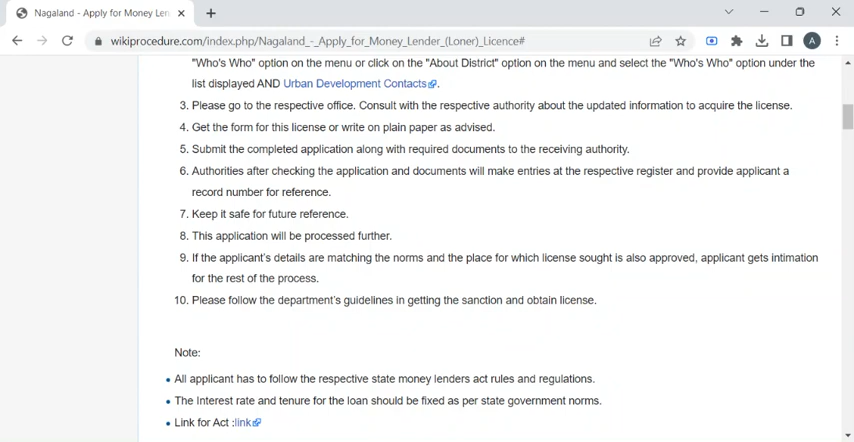 Nagaland - Apply for Money Len
wikiprocedure.com/index.php/Nagaland_-_Apply_for_Money_Lender_(Loner)_Licence#
A
"Who's Who" option on the menu or click on the "About District" option on the menu and select the "Who's Who" option under the
list displayed AND Urban Development Contacts.
3. Please go to the respective office. Consult with the respective authority about the updated information to acquire the license.
4. Get the form for this license or write on plain paper as advised.
5. Submit the completed application along with required documents to the receiving authority.
6. Authorities after checking the application and documents will make entries at the respective register and provide applicant a
record number for reference.
7. Keep it safe for future reference.
8. This application will be processed further.
9. If the applicant's details are matching the norms and the place for which license sought is also approved, applicant gets intimation
for the rest of the process.
10. Please follow the department's guidelines in getting the sanction and obtain license.
Note:
• All applicant has to follow the respective state money lenders act rules and regulations.
• The Interest rate and tenure for the loan should be fixed as per state government norms.
• Link for Act :link